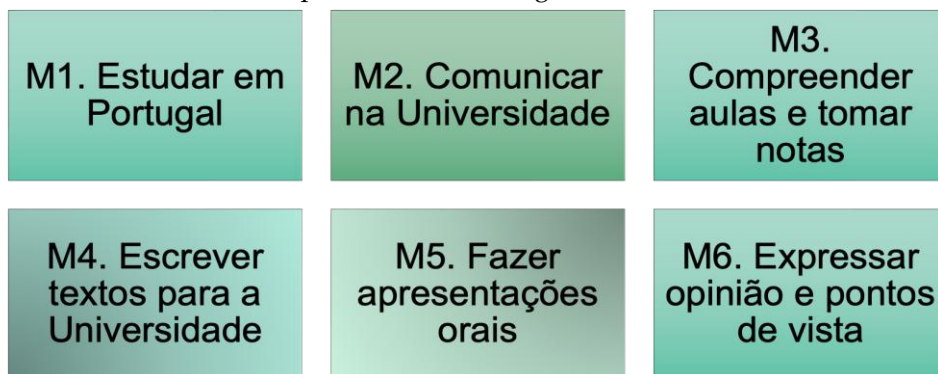 M1. Estudar em
Portugal
M2. Comunicar
na Universidade
M3.
Compreender
aulas e tomar
notas
M4. Escrever
textos para a
Universidade
M5. Fazer
apresentações
orais
M6. Expressar
opinião e pontos
de vista